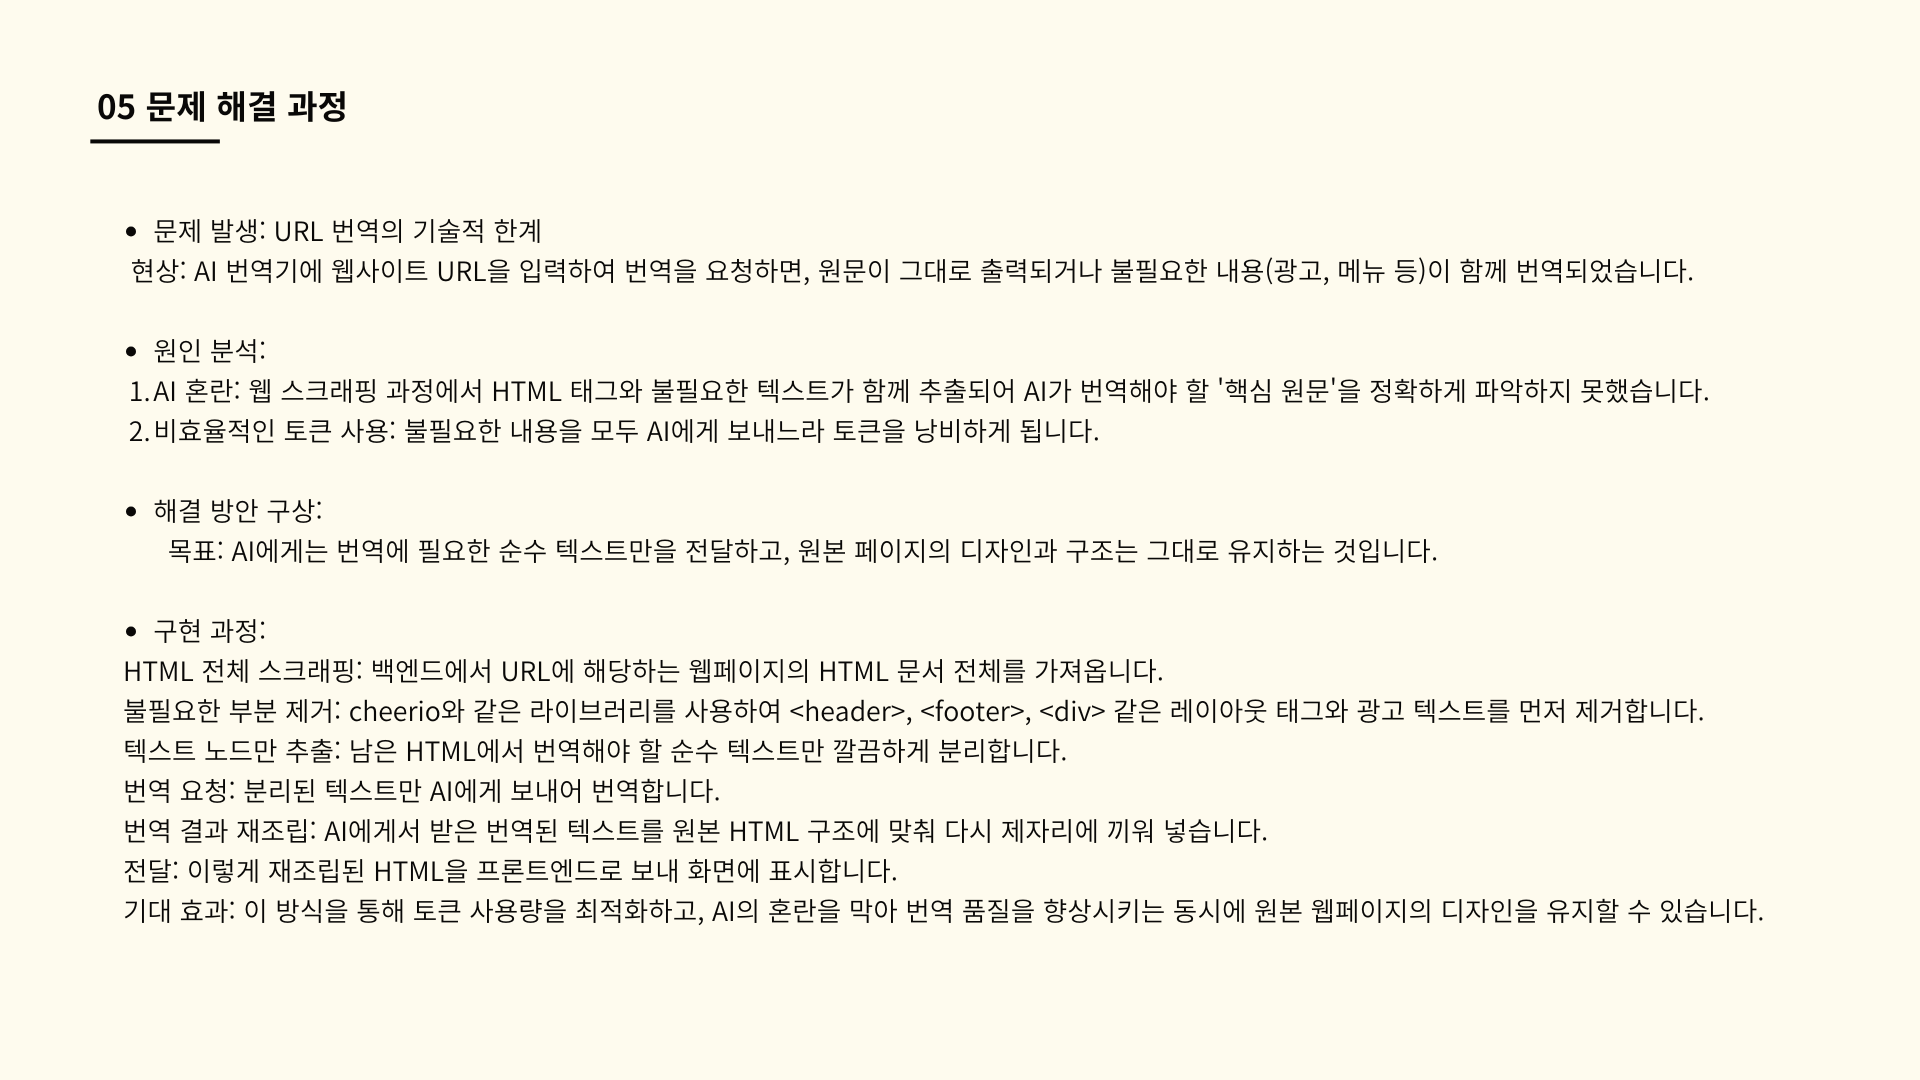 05 문제 해결 과정
• 문제 발생: URL 번역의 기술적 한계
현상: AI 번역기에 웹사이트 URL을 입력하여 번역을 요청하면, 원문이 그대로 출력되거나 불필요한 내용(광고, 메뉴 등)이 함께 번역되었습니다.
• 원인 분석:
1. AI 혼란: 웹 스크래핑 과정에서 HTML 태그와 불필요한 텍스트가 함께 추출되어 AI가 번역해야 할 '핵심 원문'을 정확하게 파악하지 못했습니다.
2. 비효율적인 토큰 사용: 불필요한 내용을 모두 AI에게 보내느라 토큰을 낭비하게 됩니다.
• 해결 방안 구상:
목표: AI에게는 번역에 필요한 순수 텍스트만을 전달하고, 원본 페이지의 디자인과 구조는 그대로 유지하는 것입니다.
• 구현 과정:
HTML 전체 스크래핑: 백엔드에서 URL에 해당하는 웹페이지의 HTML 문서 전체를 가져옵니다.
불필요한 부분 제거: cheerio와 같은 라이브러리를 사용하여 <header>, <footer>, <div> 같은 레이아웃 태그와 광고 텍스트를 먼저 제거합니다.
텍스트 노드만 추출: 남은 HTML에서 번역해야 할 순수 텍스트만 깔끔하게 분리합니다.
번역 요청: 분리된 텍스트만 AI에게 보내어 번역합니다.
번역 결과 재조립: AI에게서 받은 번역된 텍스트를 원본 HTML 구조에 맞춰 다시 제자리에 끼워 넣습니다.
전달: 이렇게 재조립된 HTML을 프론트엔드로 보내 화면에 표시합니다.
기대 효과: 이 방식을 통해 토큰 사용량을 최적화하고, AI의 혼란을 막아 번역 품질을 향상시키는 동시에 원본 웹페이지의 디자인을 유지할 수 있습니다.